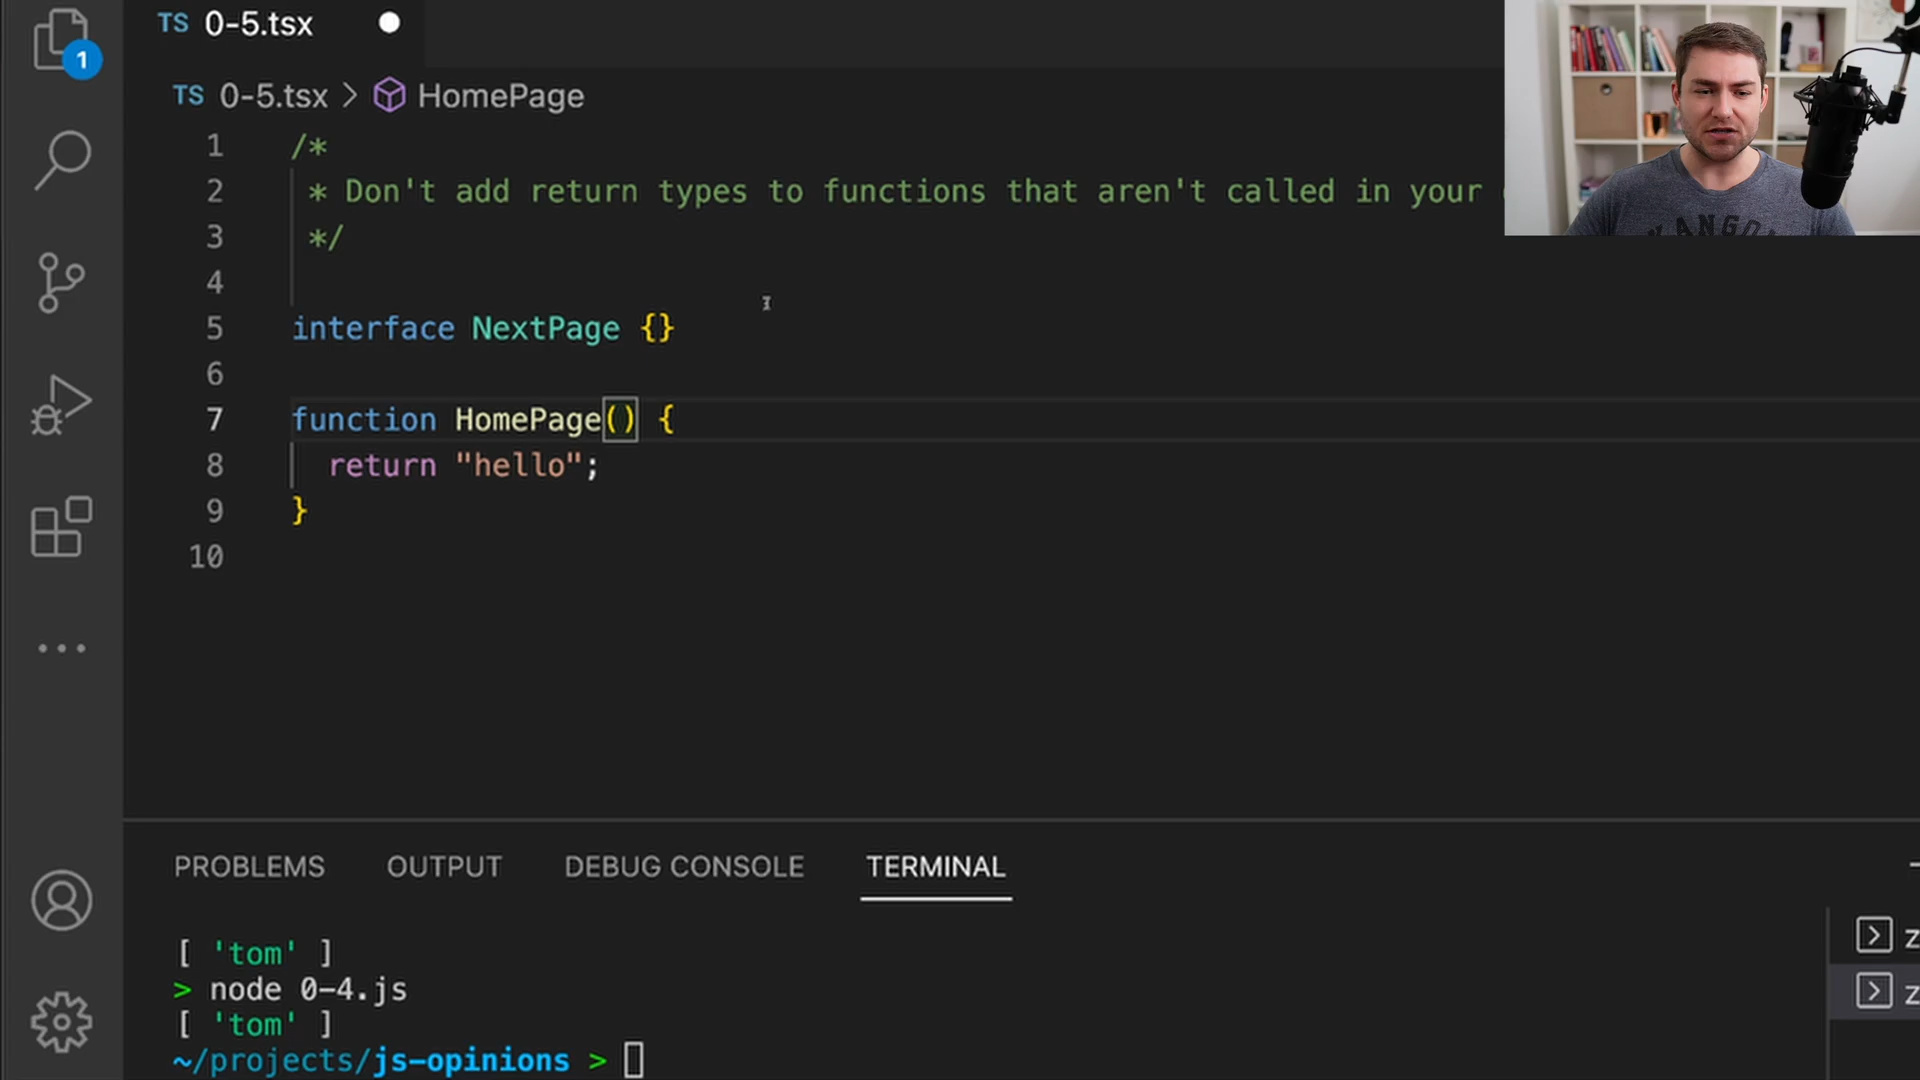 TS 0-5.tsx
1
TS 0-5.tsx > HomePage
1 /*
2 * Don't add return types to functions that aren't called in your
3 */
4
5 interface NextPage {}
6
7 function HomePage() {
8 return "hello";
9 }
10
PROBLEMS OUTPUT DEBUG CONSOLE TERMINAL
[ 'tom' ]
> node 0-4.js
[ 'tom' ]
~/projects/js-opinions >
z
z